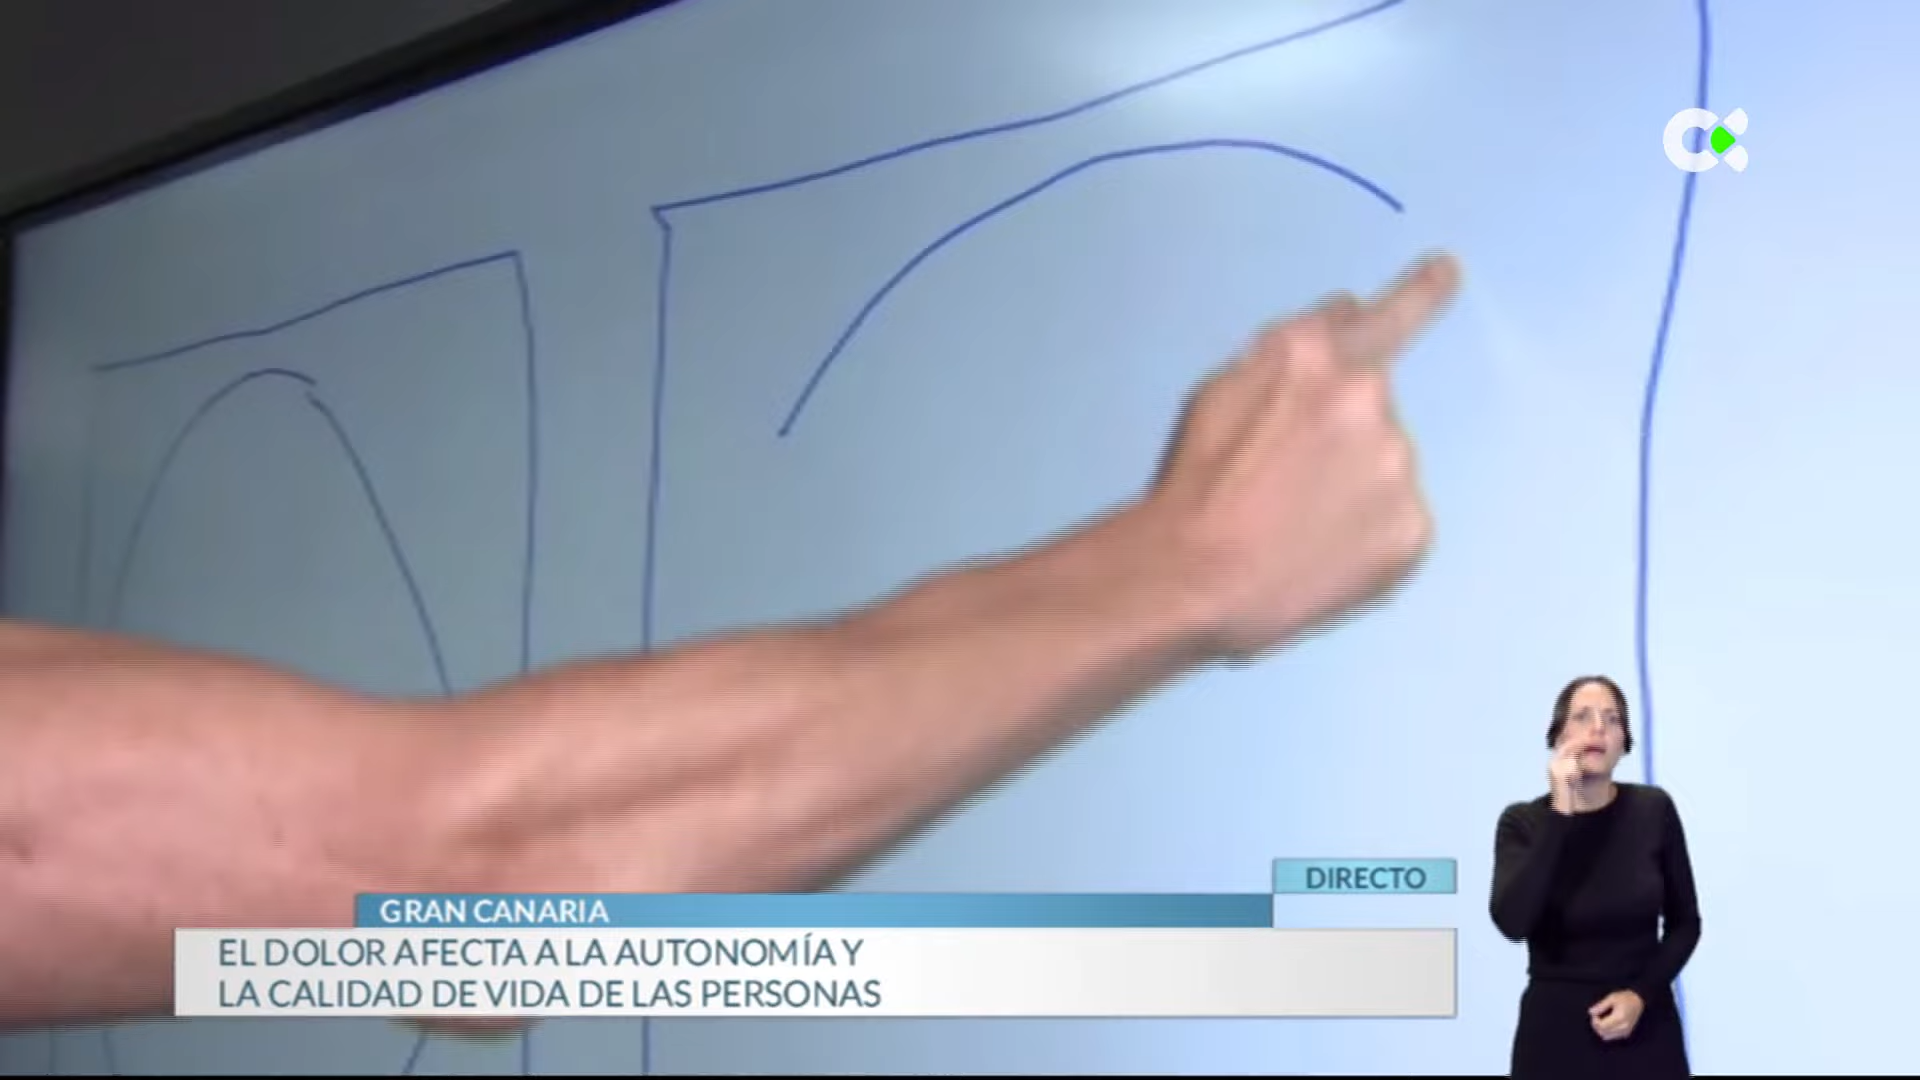 DIRECTO
GRAN CANARIA
EL DOLOR AFECTA A LA AUTONOMÍA Y
LA CALIDAD DE VIDA DE LAS PERSONAS